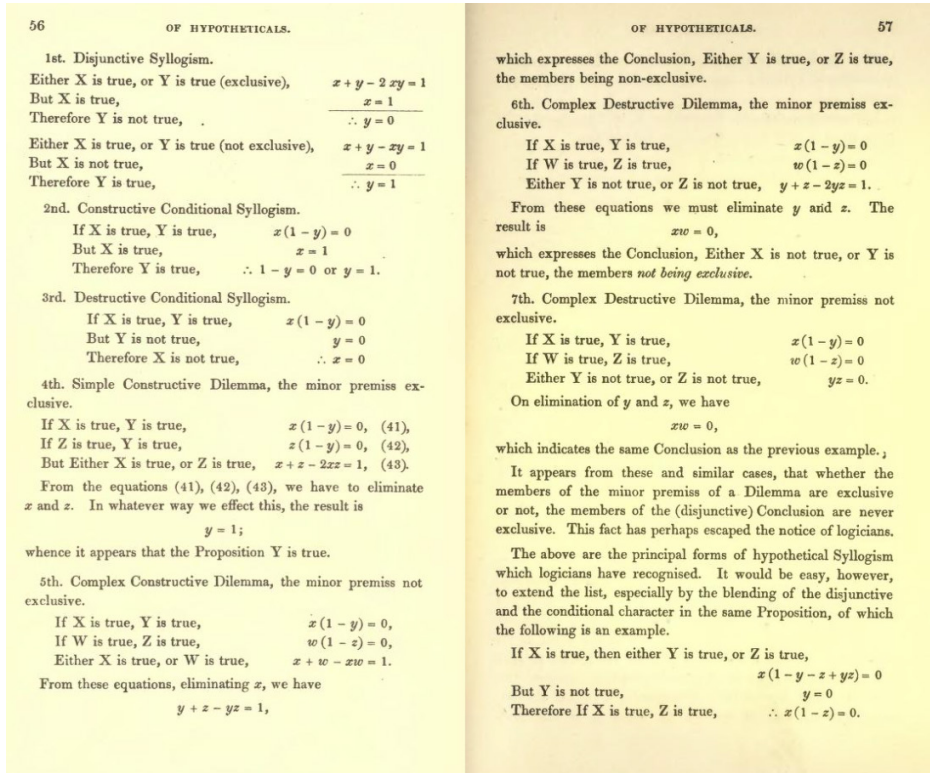 56
OF HYPOTHETICALS.
1st. Disjunctive Syllogism.
Either X is true, or Y is true (exclusive), x + y - 2 xy = 1
But X is true, x = 1
Therefore Y is not true, ∴ y = 0
Either X is true, or Y is true (not exclusive), x + y - xy = 1
But X is not true, x = 0
Therefore Y is true, ∴ y = 1
2nd. Constructive Conditional Syllogism.
If X is true, Y is true, x (1 - y) = 0
But X is true, x = 1
Therefore Y is true, ∴ 1 - y = 0 or y = 1.
3rd. Destructive Conditional Syllogism.
If X is true, Y is true, x (1 - y) = 0
But Y is not true, y = 0
Therefore X is not true, ∴ x = 0
4th. Simple Constructive Dilemma, the minor premiss ex-
clusive.
If X is true, Y is true, x (1 - y) = 0, (41),
If Z is true, Y is true, z (1 - y) = 0, (42),
But Either X is true, or Z is true, x + z - 2xz = 1, (43).
From the equations (41), (42), (43), we have to eliminate
x and z. In whatever way we effect this, the result is
y = 1;
whence it appears that the Proposition Y is true.
5th. Complex Constructive Dilemma, the minor premiss not
exclusive.
If X is true, Y is true, x (1 - y) = 0,
If W is true, Z is true, w (1 - z) = 0,
Either X is true, or W is true, x + w - xw = 1.
From these equations, eliminating x, we have
y + z - yz = 1,
OF HYPOTHETICALS.
57
which expresses the Conclusion, Either Y is true, or Z is true,
the members being non-exclusive.
6th. Complex Destructive Dilemma, the minor premiss ex-
clusive.
If X is true, Y is true, x (1 - y) = 0
If W is true, Z is true, w (1 - z) = 0
Either Y is not true, or Z is not true, y + z - 2yz = 1.
From these equations we must eliminate y and z. The
result is
xw = 0,
which expresses the Conclusion, Either X is not true, or Y is
not true, the members not being exclusive.
7th. Complex Destructive Dilemma, the minor premiss not
exclusive.
If X is true, Y is true, x (1 - y) = 0
If W is true, Z is true, w (1 - z) = 0
Either Y is not true, or Z is not true, yz = 0.
On elimination of y and z, we have
xw = 0,
which indicates the same Conclusion as the previous example.
It appears from these and similar cases, that whether the
members of the minor premiss of a Dilemma are exclusive
or not, the members of the (disjunctive) Conclusion are never
exclusive. This fact has perhaps escaped the notice of logicians.
The above are the principal forms of hypothetical Syllogism
which logicians have recognised. It would be easy, however,
to extend the list, especially by the blending of the disjunctive
and the conditional character in the same Proposition, of which
the following is an example.
If X is true, then either Y is true, or Z is true,
x (1 - y - z + yz) = 0
But Y is not true, y = 0
Therefore If X is true, Z is true, ∴ x (1 - z) = 0.